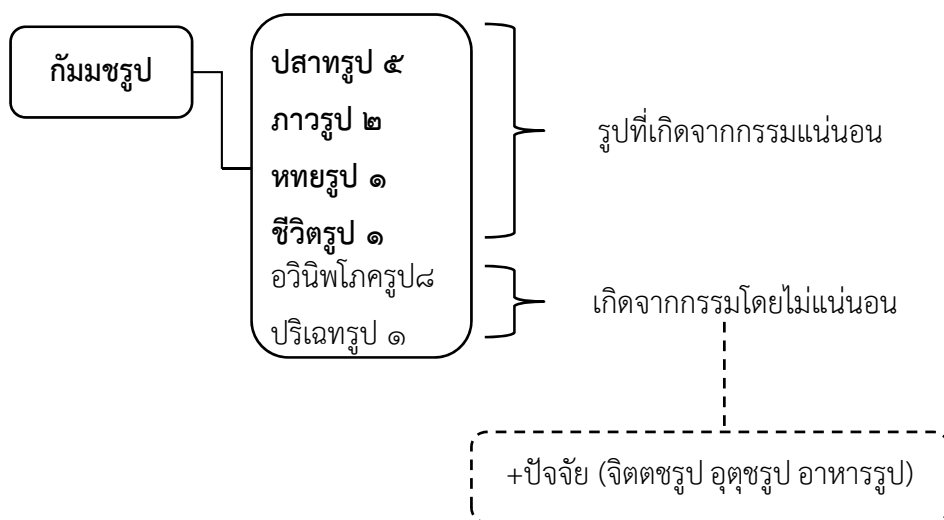 กัมมชรูป
ปสาทรูป ๕
ภาวรูป ๒
หทยรูป ๑
ชีวิตรูป ๑
อวินิพโภครูป๘
ปริเฉทรูป ๑
รูปที่เกิดจากกรรมแน่นอน
เกิดจากกรรมโดยไม่แน่นอน
+ปัจจัย (จิตตชรูป อุตุชรูป อาหารรูป)